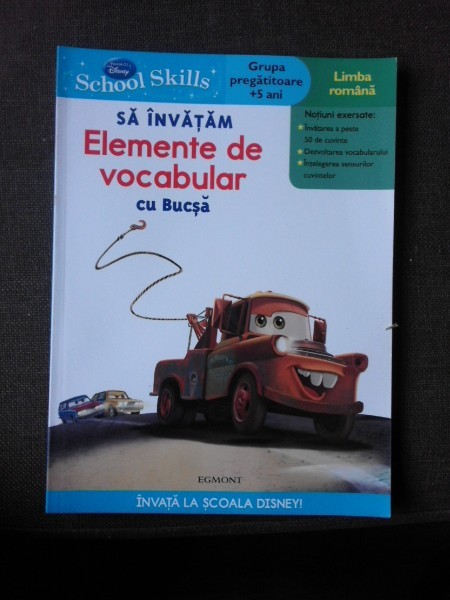 Disney
School Skills
Grupa
pregătitoare
+5 ani
Limba
română
Noțiuni exersate:
Învățarea a peste
50 de cuvinte
Dezvoltarea vocabularului
Înțelegerea sensurilor
cuvintelor
SĂ ÎNVĂȚĂM
Elemente de
vocabular
cu Bucșă
EGMONT
ÎNVAȚĂ LA ȘCOALA DISNEY!